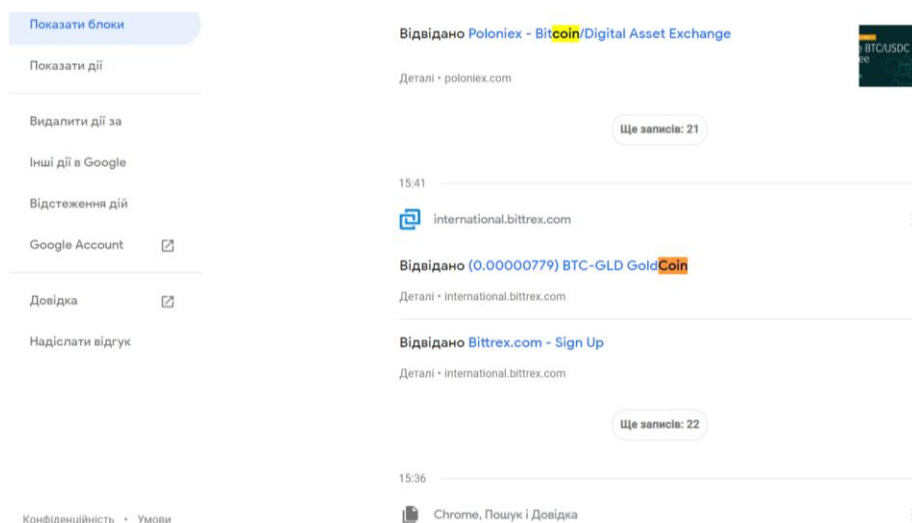 Показати блоки
Показати дії
Видалити дії за
Інші дії в Google
Відстеження дій
Google Account
Довідка
Надіслати відгук
Конфіденційність • Умови
Відвідано Poloniex - Bitcoin/Digital Asset Exchange
Деталі • poloniex.com
BTC/USDC
Ще записів: 21
15:41
international.bittrex.com
Відвідано (0.00000779) BTC-GLD GoldCoin
Деталі • international.bittrex.com
Відвідано Bittrex.com - Sign Up
Деталі • international.bittrex.com
Ще записів: 22
15:36
Chrome, Пошук і Довідка